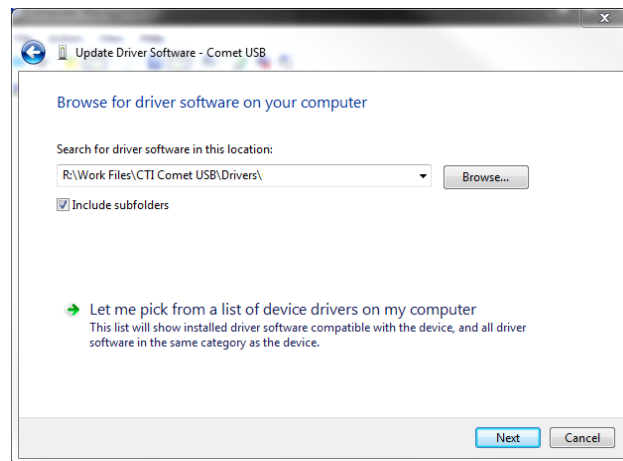 Update Driver Software - Comet USB
Browse for driver software on your computer
Search for driver software in this location:
R:\Work Files\CTI Comet USB\Drivers\
Browse...
Include subfolders
Let me pick from a list of device drivers on my computer
This list will show installed driver software compatible with the device, and all driver
software in the same category as the device.
Next
Cancel